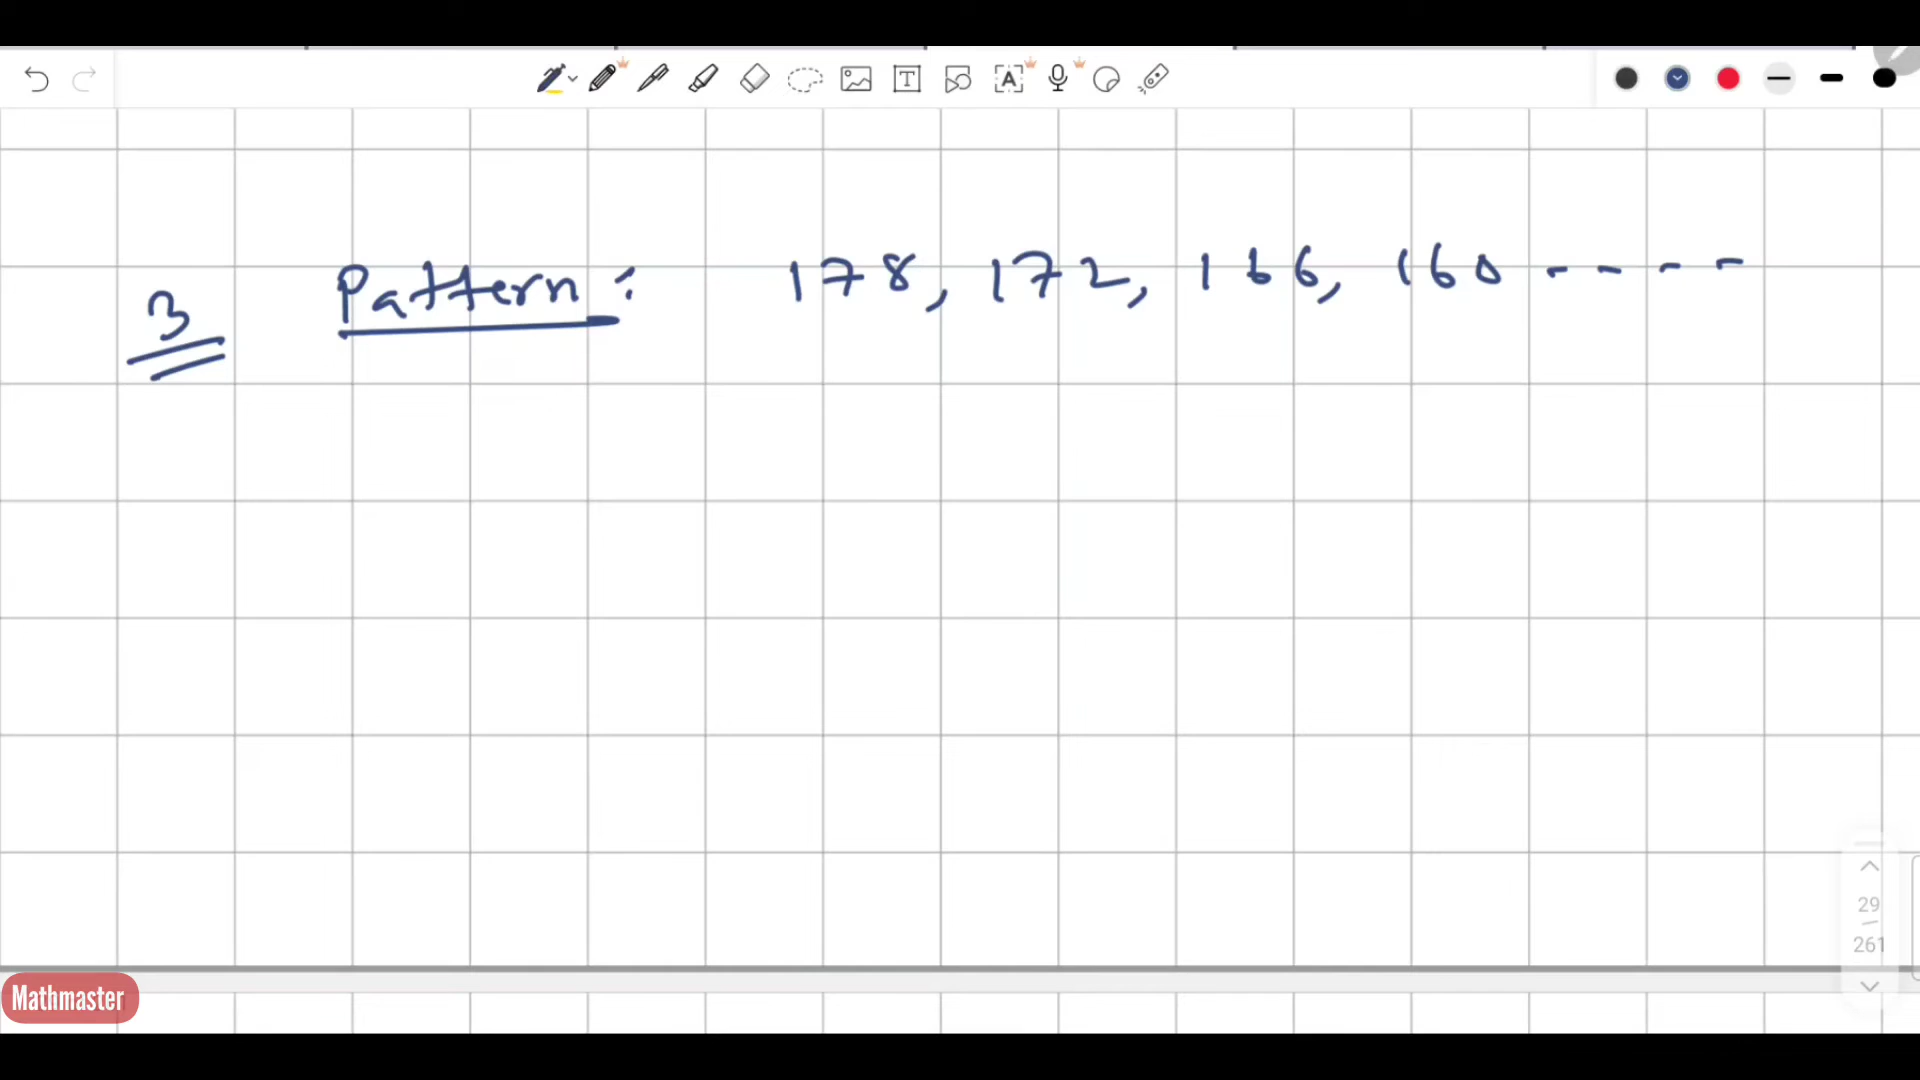 3 Pattern : 178, 172, 166, 160 - - - -
29
261
Mathmaster